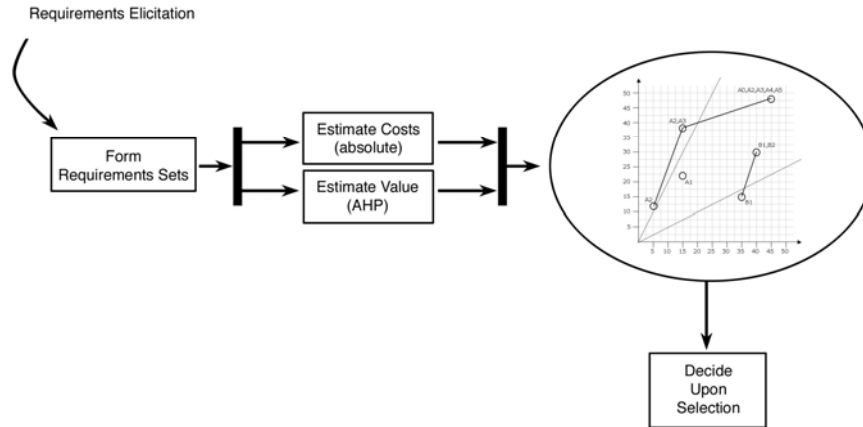 Requirements Elicitation
Form
Requirements Sets
Estimate Costs
(absolute)
Estimate Value
(AHP)
A0,A2,A3,A4,A5
A2,A3
B1,B2
A1
A2
B1
50
45
40
35
30
25
20
15
10
5
5 10 15 20 25 30 35 40 45 50
Decide
Upon
Selection